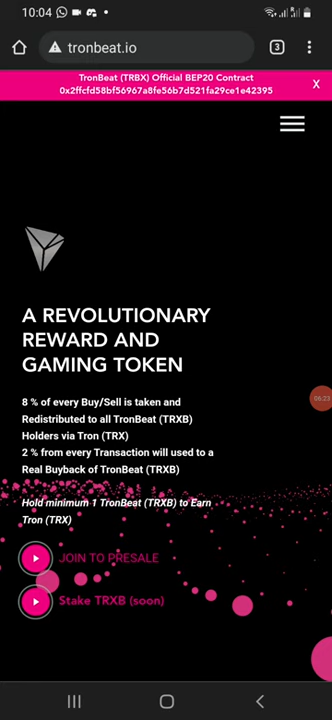 10:04
tronbeat.io
3
TronBeat (TRBX) Official BEP20 Contract
0x2ffcfd58bf56967a8fe56b7d521fa29ce1e42395
X
A REVOLUTIONARY
REWARD AND
GAMING TOKEN
8 % of every Buy/Sell is taken and
Redistributed to all TronBeat (TRXB)
Holders via Tron (TRX)
2 % from every Transaction will used to a
Real Buyback of TronBeat (TRXB)
06:23
Hold minimum 1 TronBeat (TRXB) to Earn
Tron (TRX)
JOIN TO PRESALE
Stake TRXB (soon)